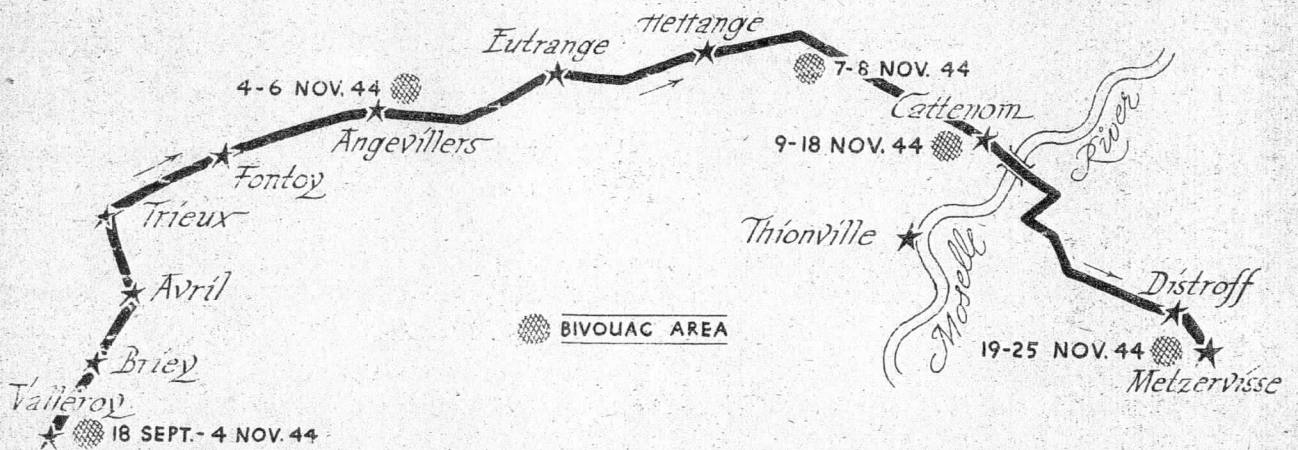 Hettange
Eutrange
7-8 NOV. 44
4-6 NOV. 44
Cattenom
Angevillers
9-18 NOV. 44
River
Fontoy
Trieux
Thionville
Moselle
Avril
Distroff
BIVOUAC AREA
19-25 NOV. 44
Briey
Metzervisse
Valleroy
18 SEPT.- 4 NOV. 44